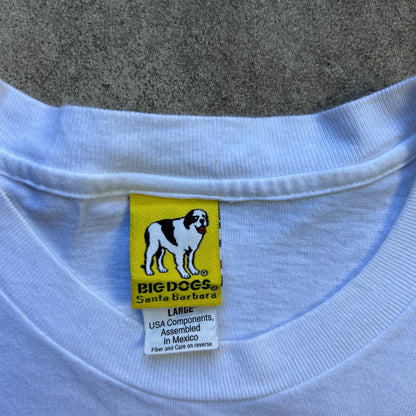 BIG DOGS®
Santa Barbara
LARGE
USA Components,
Assembled
In Mexico
Fiber and Care on reverse